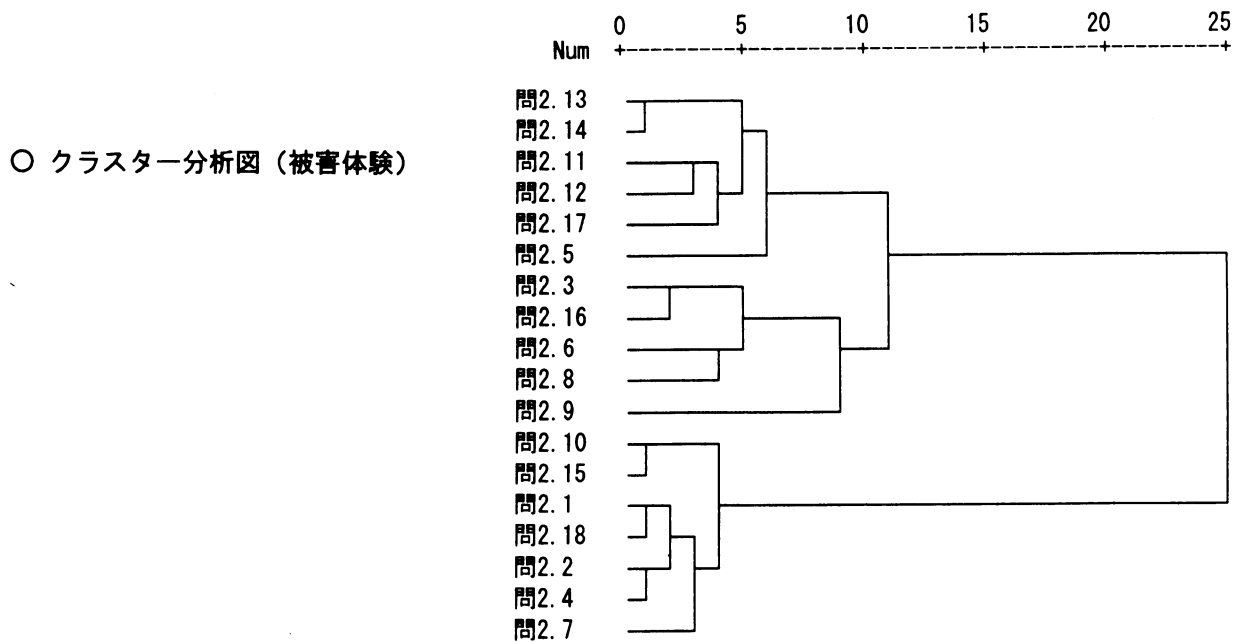 0 5 10 15 20 25
Num +---------+---------+---------+---------+---------+
問2.13
問2.14
○ クラスター分析図（被害体験）
問2.11
問2.12
問2.17
問2.5
問2.3
問2.16
問2.6
問2.8
問2.9
問2.10
問2.15
問2.1
問2.18
問2.2
問2.4
問2.7